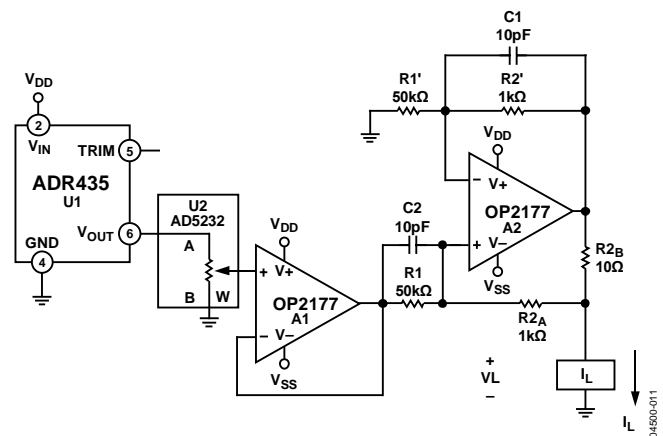 C1
10pF
R1'
50kΩ
R2'
1kΩ
VDD
2
VIN
TRIM
5
ADR435
U1
VOUT
6
GND
4
U2
AD5232
A
B
W
VDD
+
V+
OP2177
A1
−
V−
VSS
C2
10pF
R1
50kΩ
VDD
−
V+
OP2177
A2
+
V−
VSS
R2B
10Ω
R2A
1kΩ
+
VL
−
IL
IL
04500-011